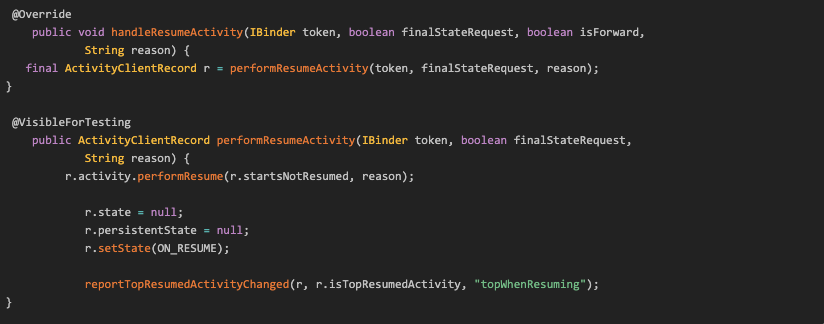 @Override
    public void handleResumeActivity(IBinder token, boolean finalStateRequest, boolean isForward,
            String reason) {
   final ActivityClientRecord r = performResumeActivity(token, finalStateRequest, reason);
}

@VisibleForTesting
    public ActivityClientRecord performResumeActivity(IBinder token, boolean finalStateRequest,
            String reason) {
         r.activity.performResume(r.startsNotResumed, reason);

            r.state = null;
            r.persistentState = null;
            r.setState(ON_RESUME);

            reportTopResumedActivityChanged(r, r.isTopResumedActivity, "topWhenResuming");
}